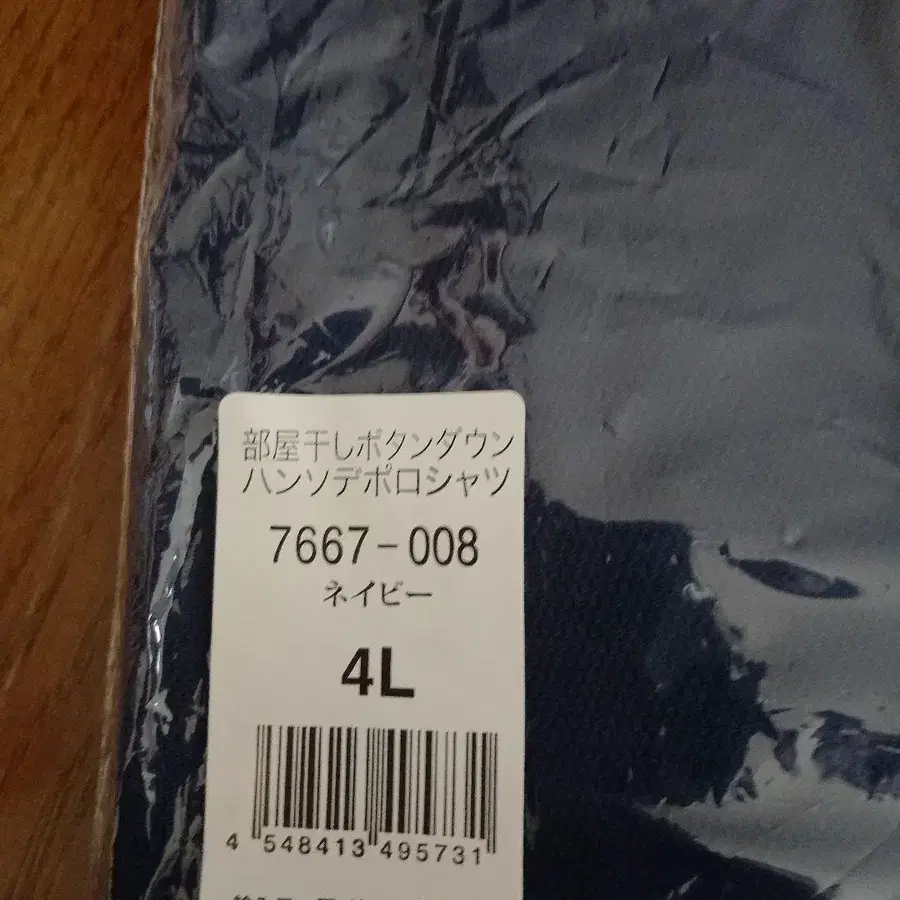 部屋干しボタンダウン
ハンソデポロシャツ
7667-008
ネイビー
4L
4 548413 495731